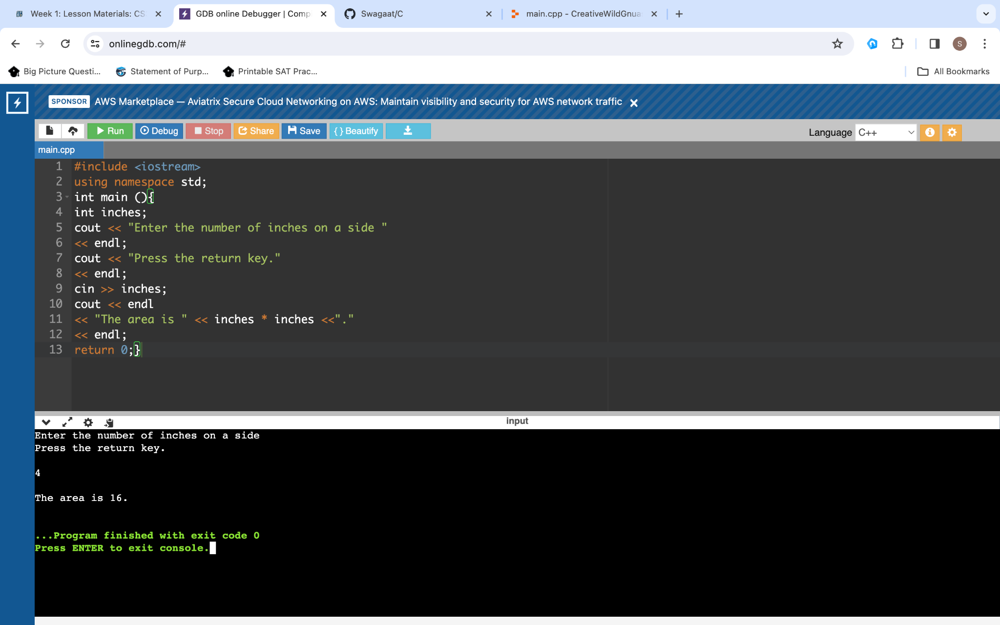 Week 1: Lesson Materials: CS
GDB online Debugger | Comp
Swagaat/C
main.cpp - CreativeWildGnua
onlinegdb.com/#
S
Big Picture Questi...
Statement of Purp...
Printable SAT Prac...
All Bookmarks
SPONSOR AWS Marketplace — Aviatrix Secure Cloud Networking on AWS: Maintain visibility and security for AWS network traffic
Run
Debug
Stop
Share
Save
{ } Beautify
Language C++
main.cpp
1 #include <iostream>
2 using namespace std;
3 int main (){
4 int inches;
5 cout << "Enter the number of inches on a side "
6 << endl;
7 cout << "Press the return key."
8 << endl;
9 cin >> inches;
10 cout << endl
11 << "The area is " << inches * inches <<"."
12 << endl;
13 return 0;}
input
Enter the number of inches on a side
Press the return key.
4
The area is 16.
...Program finished with exit code 0
Press ENTER to exit console.